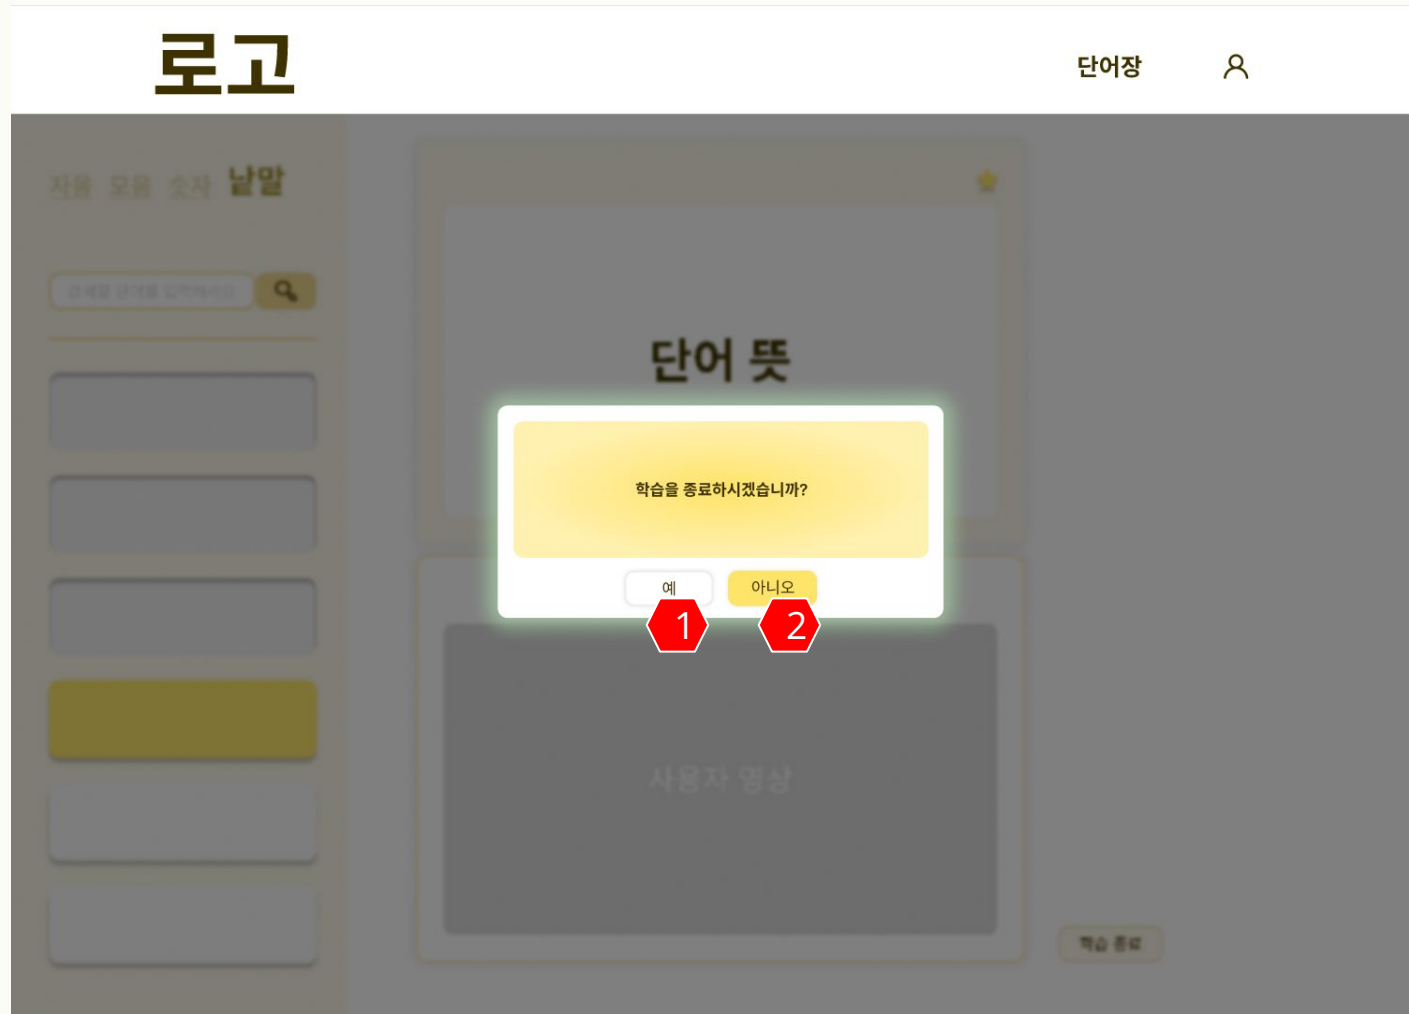 로고
단어장
자음 모음 숫자 낱말
단어 뜻
학습을 종료하시겠습니까?
예
아니오
1
2
사용자 영상
학습 종료